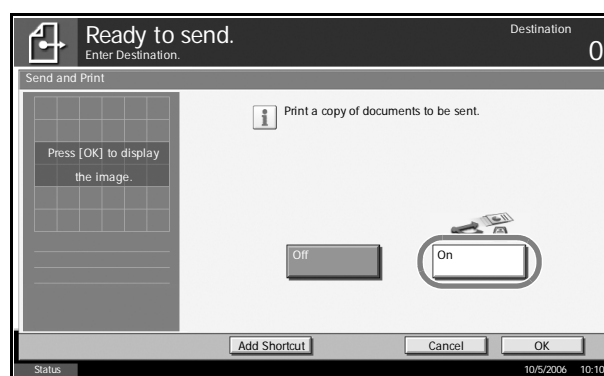 Ready to send.
Destination
Enter Destination.
0
Send and Print
Print a copy of documents to be sent.
Press [OK] to display
the image.
Off
On
Add Shortcut
Cancel
OK
Status
10/5/2006 10:10